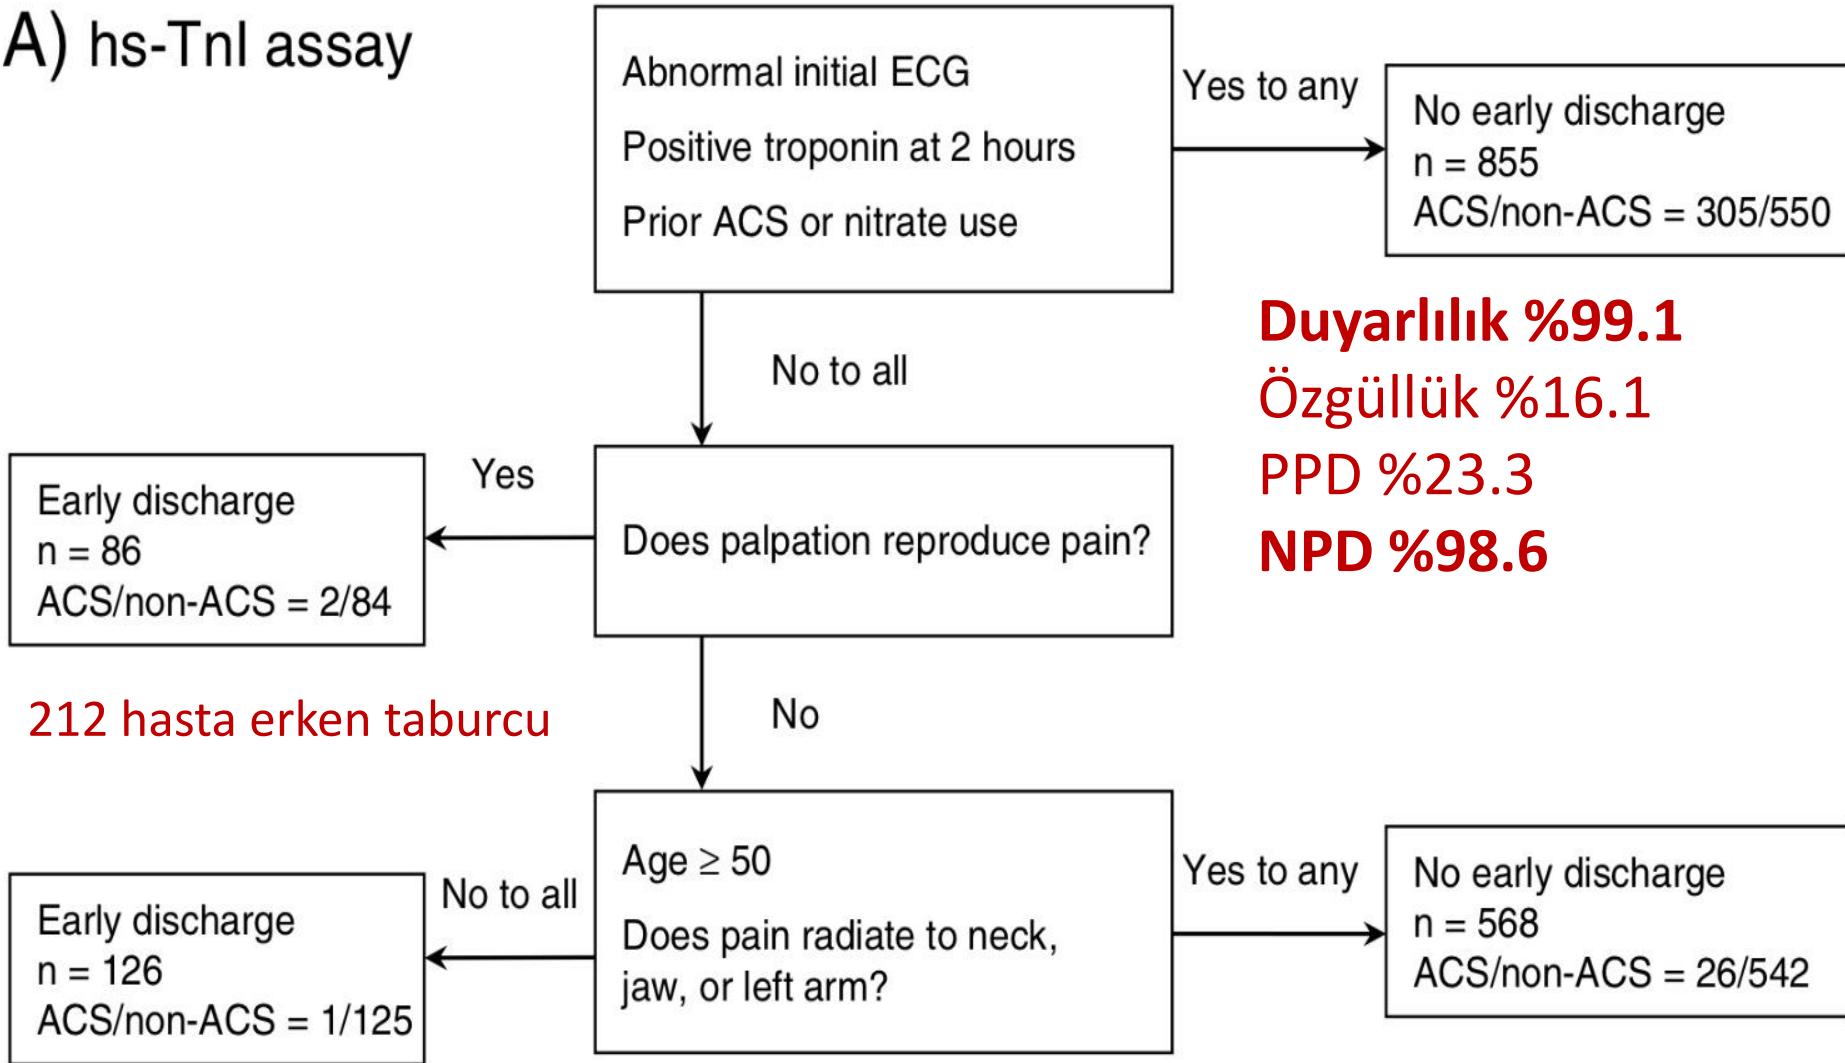 A) hs-TnI assay
Abnormal initial ECG
Positive troponin at 2 hours
Prior ACS or nitrate use
Yes to any
No early discharge
n = 855
ACS/non-ACS = 305/550
Duyarlılık %99.1
Özgüllük %16.1
PPD %23.3
NPD %98.6
No to all
Does palpation reproduce pain?
Yes
Early discharge
n = 86
ACS/non-ACS = 2/84
212 hasta erken taburcu
No
Age ≥ 50
Does pain radiate to neck,
jaw, or left arm?
No to all
Early discharge
n = 126
ACS/non-ACS = 1/125
Yes to any
No early discharge
n = 568
ACS/non-ACS = 26/542